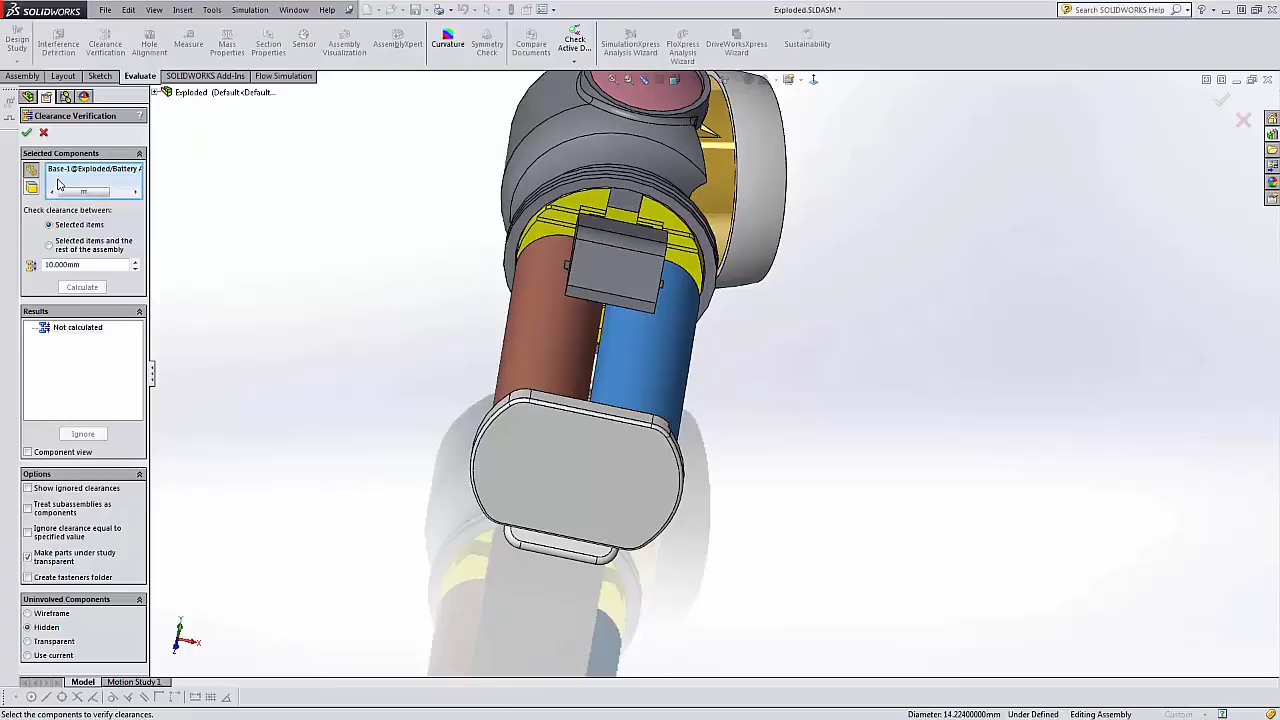 SOLIDWORKS File Edit View Insert Tools Simulation Window Help Exploded.SLDASM * Search SOLIDWORKS Help
Design Study Interference Detection Clearance Verification Hole Alignment Measure Mass Properties Section Properties Sensor Assembly Visualization AssemblyXpert Curvature Symmetry Check Compare Documents Check Active D... SimulationXpress Analysis Wizard FloXpress Analysis Wizard DriveWorksXpress Wizard Sustainability
Assembly Layout Sketch Evaluate SOLIDWORKS Add-Ins Flow Simulation
Exploded (Default<Default...
Clearance Verification ?
Selected Components
Base-1@Exploded/Battery A
Check clearance between:
Selected items
Selected items and the
rest of the assembly
10.000mm
Calculate
Results
Not calculated
Ignore
Component view
Options
Show ignored clearances
Treat subassemblies as
components
Ignore clearance equal to
specified value
Make parts under study
transparent
Create fasteners folder
Uninvolved Components
Wireframe
Hidden
Transparent
Use current
Y
X
Z
Model Motion Study 1
Select the components to verify clearances. Diameter: 14.22400000mm Under Defined Editing Assembly Custom